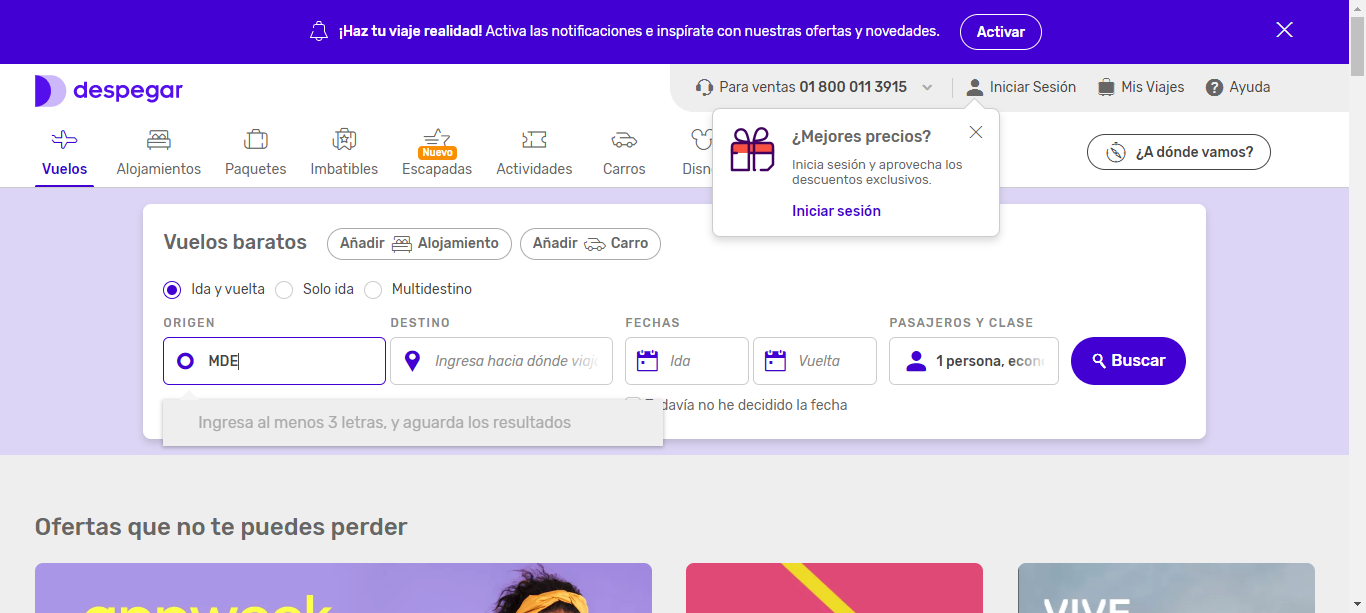 ¡Haz tu viaje realidad! Activa las notificaciones e inspírate con nuestras ofertas y novedades.
Activar
despegar
Para ventas 01 800 011 3915
Iniciar Sesión
Mis Viajes
Ayuda
Vuelos
Alojamientos
Paquetes
Imbatibles
Nuevo
Escapadas
Actividades
Carros
Disn
¿Mejores precios?
Inicia sesión y aprovecha los
descuentos exclusivos.
Iniciar sesión
¿A dónde vamos?
Vuelos baratos
Añadir Alojamiento
Añadir Carro
Ida y vuelta
Solo ida
Multidestino
ORIGEN
DESTINO
FECHAS
PASAJEROS Y CLASE
MDE
Ingresa hacia dónde viaj
Ida
Vuelta
1 persona, econ
Buscar
Ingresa al menos 3 letras, y aguarda los resultados
Todavía no he decidido la fecha
Ofertas que no te puedes perder
appweek
VIVE